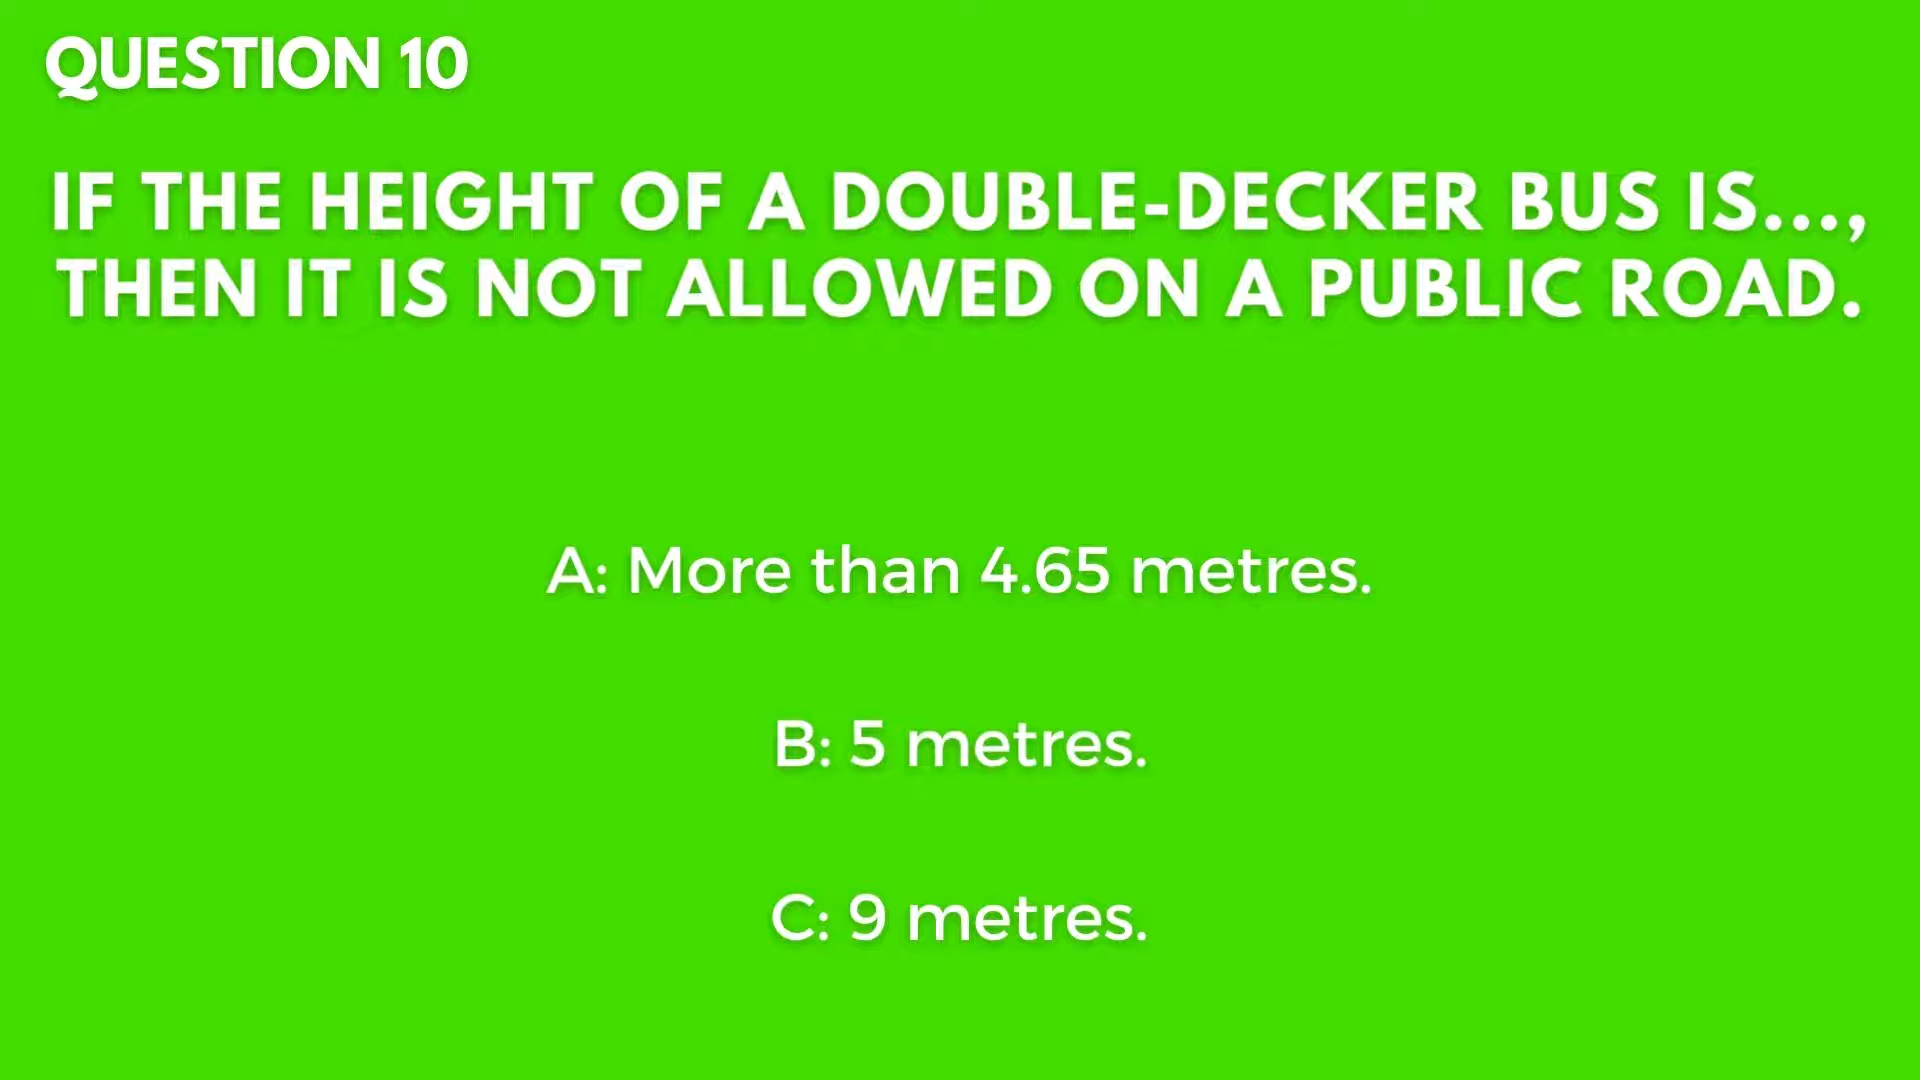 QUESTION 10
IF THE HEIGHT OF A DOUBLE-DECKER BUS IS...,
THEN IT IS NOT ALLOWED ON A PUBLIC ROAD.
A: More than 4.65 metres.
B: 5 metres.
C: 9 metres.